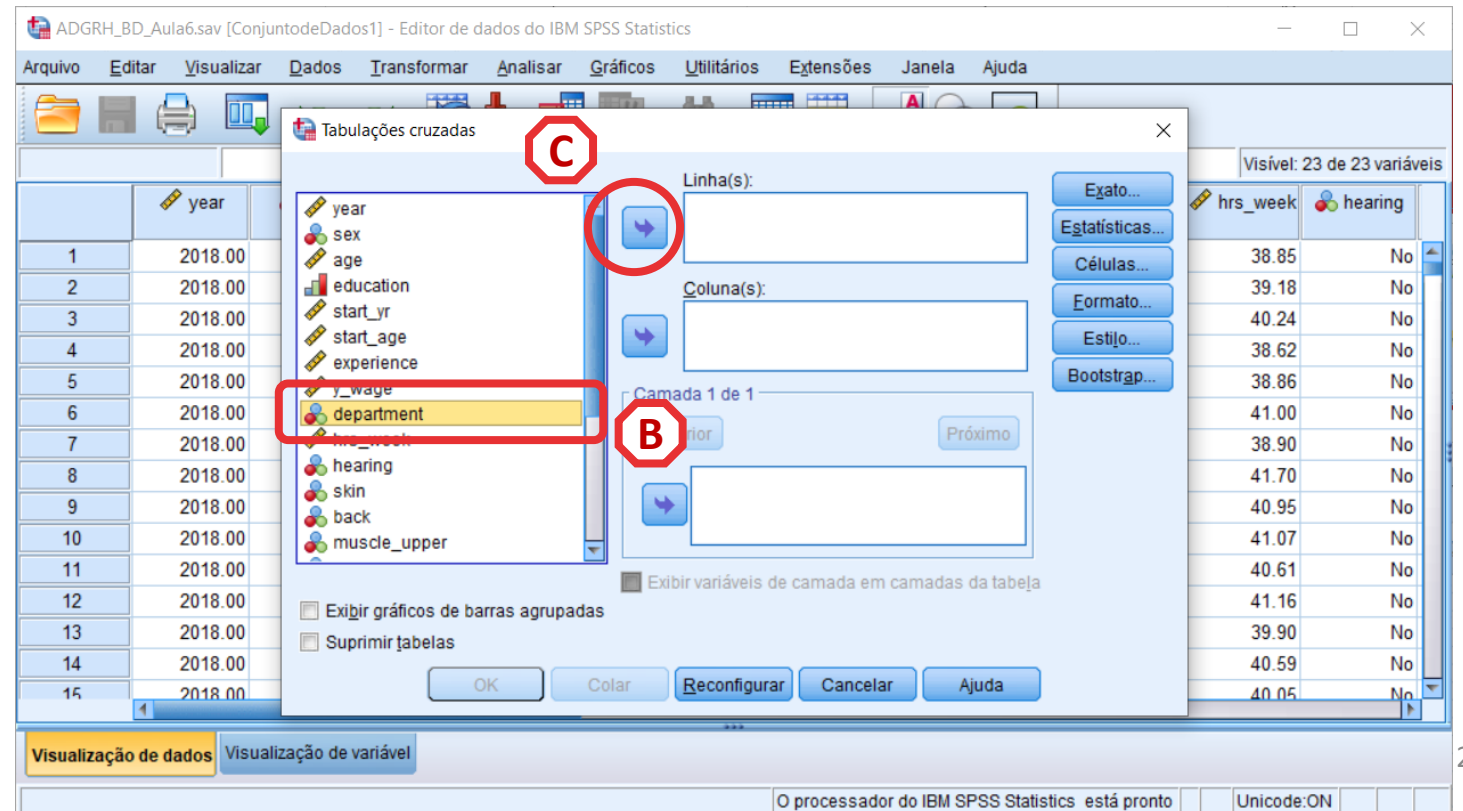 ADGRH_BD_Aula6.sav [ConjuntodeDados1] - Editor de dados do IBM SPSS Statistics
Arquivo Editar Visualizar Dados Transformar Analisar Gráficos Utilitários Extensões Janela Ajuda
A
Tabulações cruzadas
C
Visível: 23 de 23 variáveis
year
hrs_week hearing
1 2018.00 38.85 No
2 2018.00 39.18 No
3 2018.00 40.24 No
4 2018.00 38.62 No
5 2018.00 38.86 No
6 2018.00 41.00 No
7 2018.00 38.90 No
8 2018.00 41.70 No
9 2018.00 40.95 No
10 2018.00 41.07 No
11 2018.00 40.61 No
12 2018.00 41.16 No
13 2018.00 39.90 No
14 2018.00 40.59 No
15 2018.00 40.05 No
year
sex
age
education
start_yr
start_age
experience
y_wage
department
hrs_week
hearing
skin
back
muscle_upper
B
Linha(s):
Coluna(s):
Camada 1 de 1
Próximo
Exibir variáveis de camada em camadas da tabela
Exato...
Estatísticas...
Células...
Formato...
Estilo...
Bootstrap...
Exibir gráficos de barras agrupadas
Suprimir tabelas
OK Colar Reconfigurar Cancelar Ajuda
Visualização de dados Visualização de variável
O processador do IBM SPSS Statistics está pronto Unicode:ON